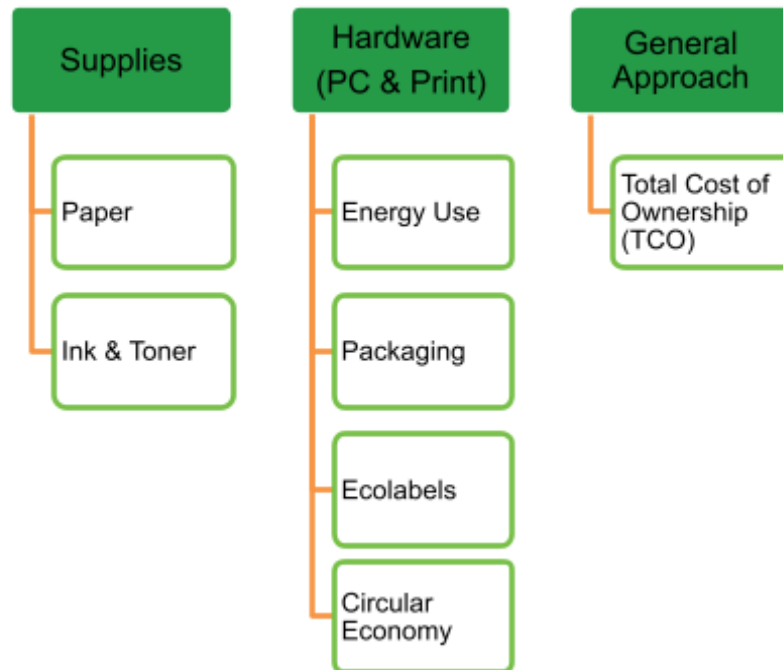 Supplies
Paper
Ink & Toner
Hardware
(PC & Print)
Energy Use
Packaging
Ecolabels
Circular
Economy
General
Approach
Total Cost of
Ownership
(TCO)